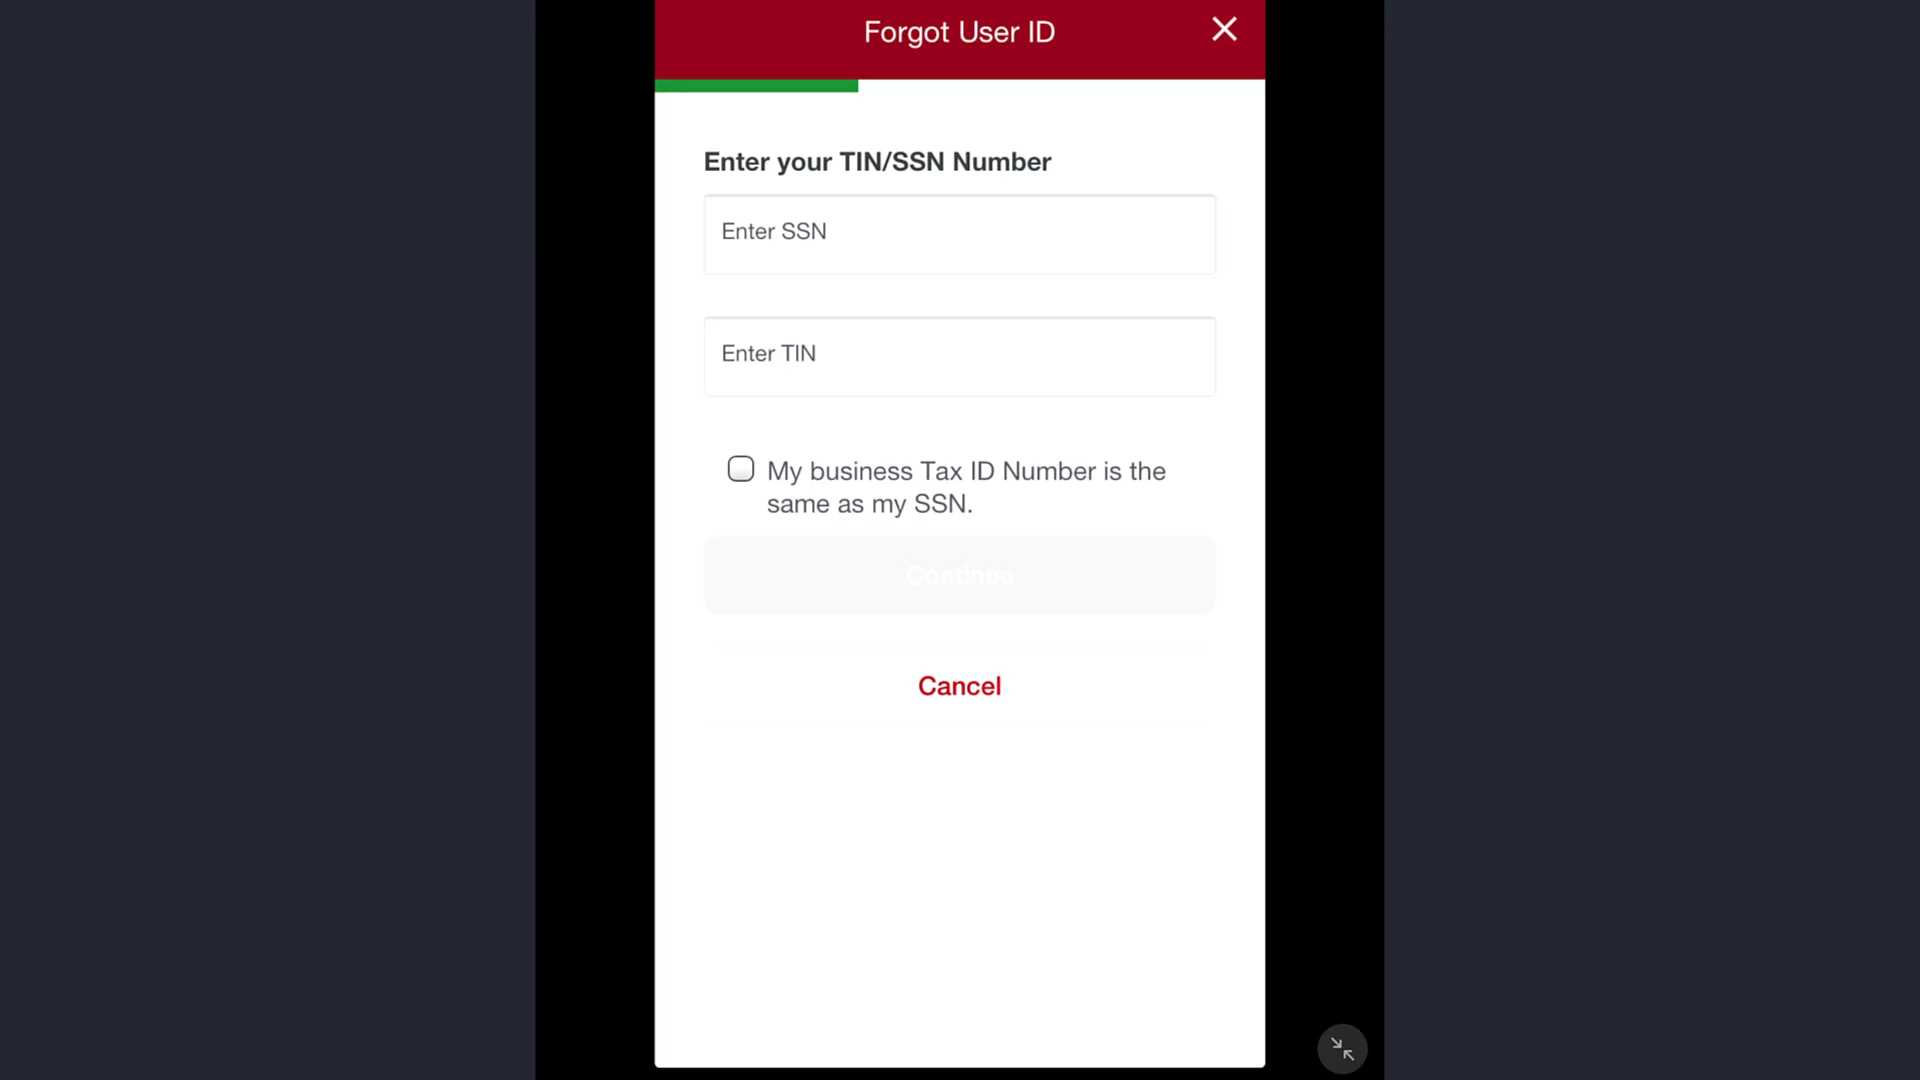 Forgot User ID
Enter your TIN/SSN Number
Enter SSN
Enter TIN
My business Tax ID Number is the
same as my SSN.
Continue
Cancel